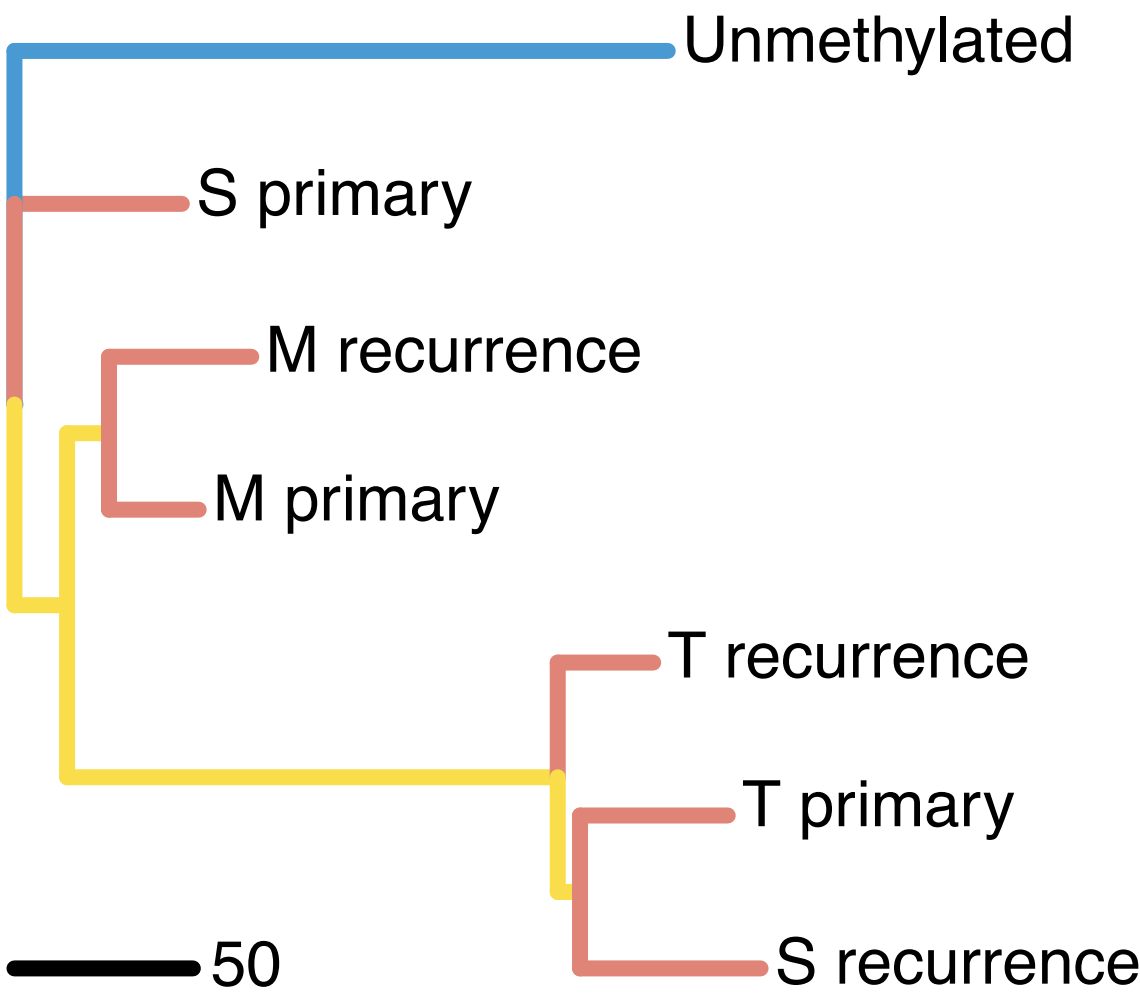 Unmethylated
S primary
M recurrence
M primary
T recurrence
T primary
S recurrence
50